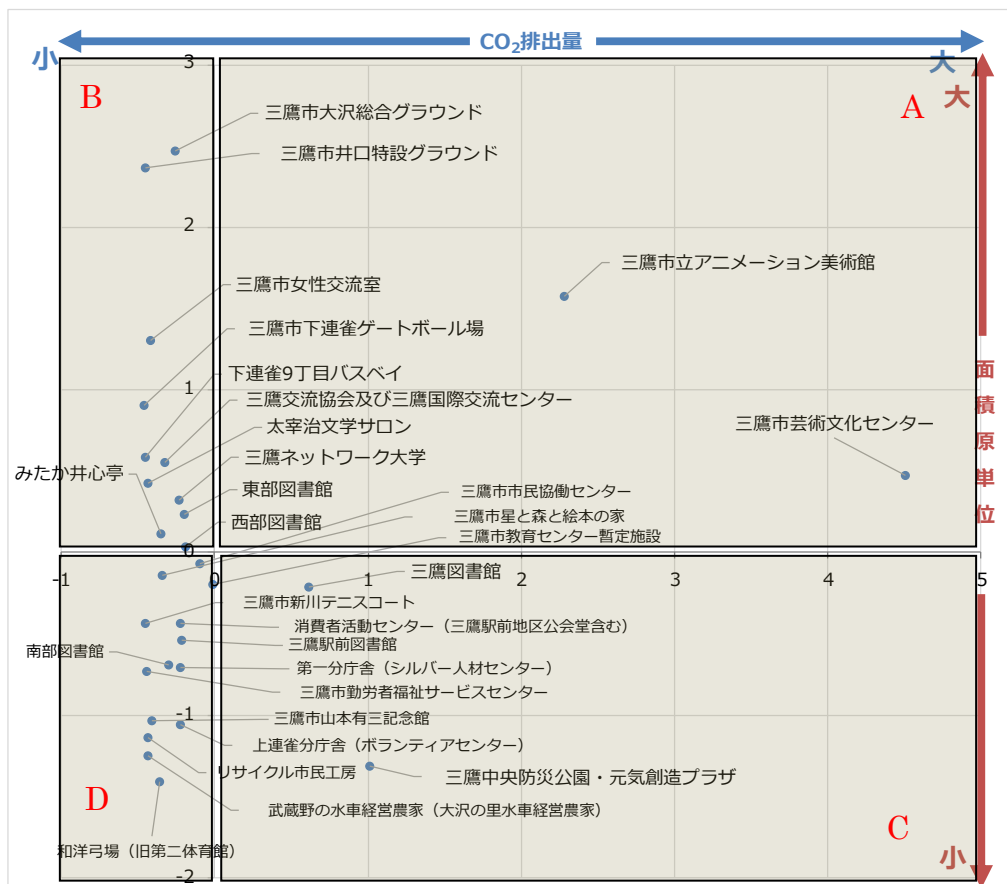 CO₂排出量
小
大
大
3
B
A
三鷹市大沢総合グラウンド
三鷹市井口特設グラウンド
2
三鷹市立アニメーション美術館
三鷹市女性交流室
三鷹市下連雀ゲートボール場
下連雀9丁目バスベイ
1
面積原単位
三鷹交流協会及び三鷹国際交流センター
太宰治文学サロン
三鷹市芸術文化センター
みたか井心亭
三鷹ネットワーク大学
東部図書館
三鷹市市民協働センター
西部図書館
三鷹市星と森と絵本の家
三鷹市教育センター暫定施設
0
-1 0 1 2 3 4 5
三鷹図書館
三鷹市新川テニスコート
消費者活動センター（三鷹駅前地区公会堂含む）
三鷹駅前図書館
南部図書館
第一分庁舎（シルバー人材センター）
三鷹市勤労者福祉サービスセンター
-1
三鷹市山本有三記念館
上連雀分庁舎（ボランティアセンター）
リサイクル市民工房
三鷹中央防災公園・元気創造プラザ
D
武蔵野の水車経営農家（大沢の里水車経営農家）
C
和洋弓場（旧第二体育館）
小
-2